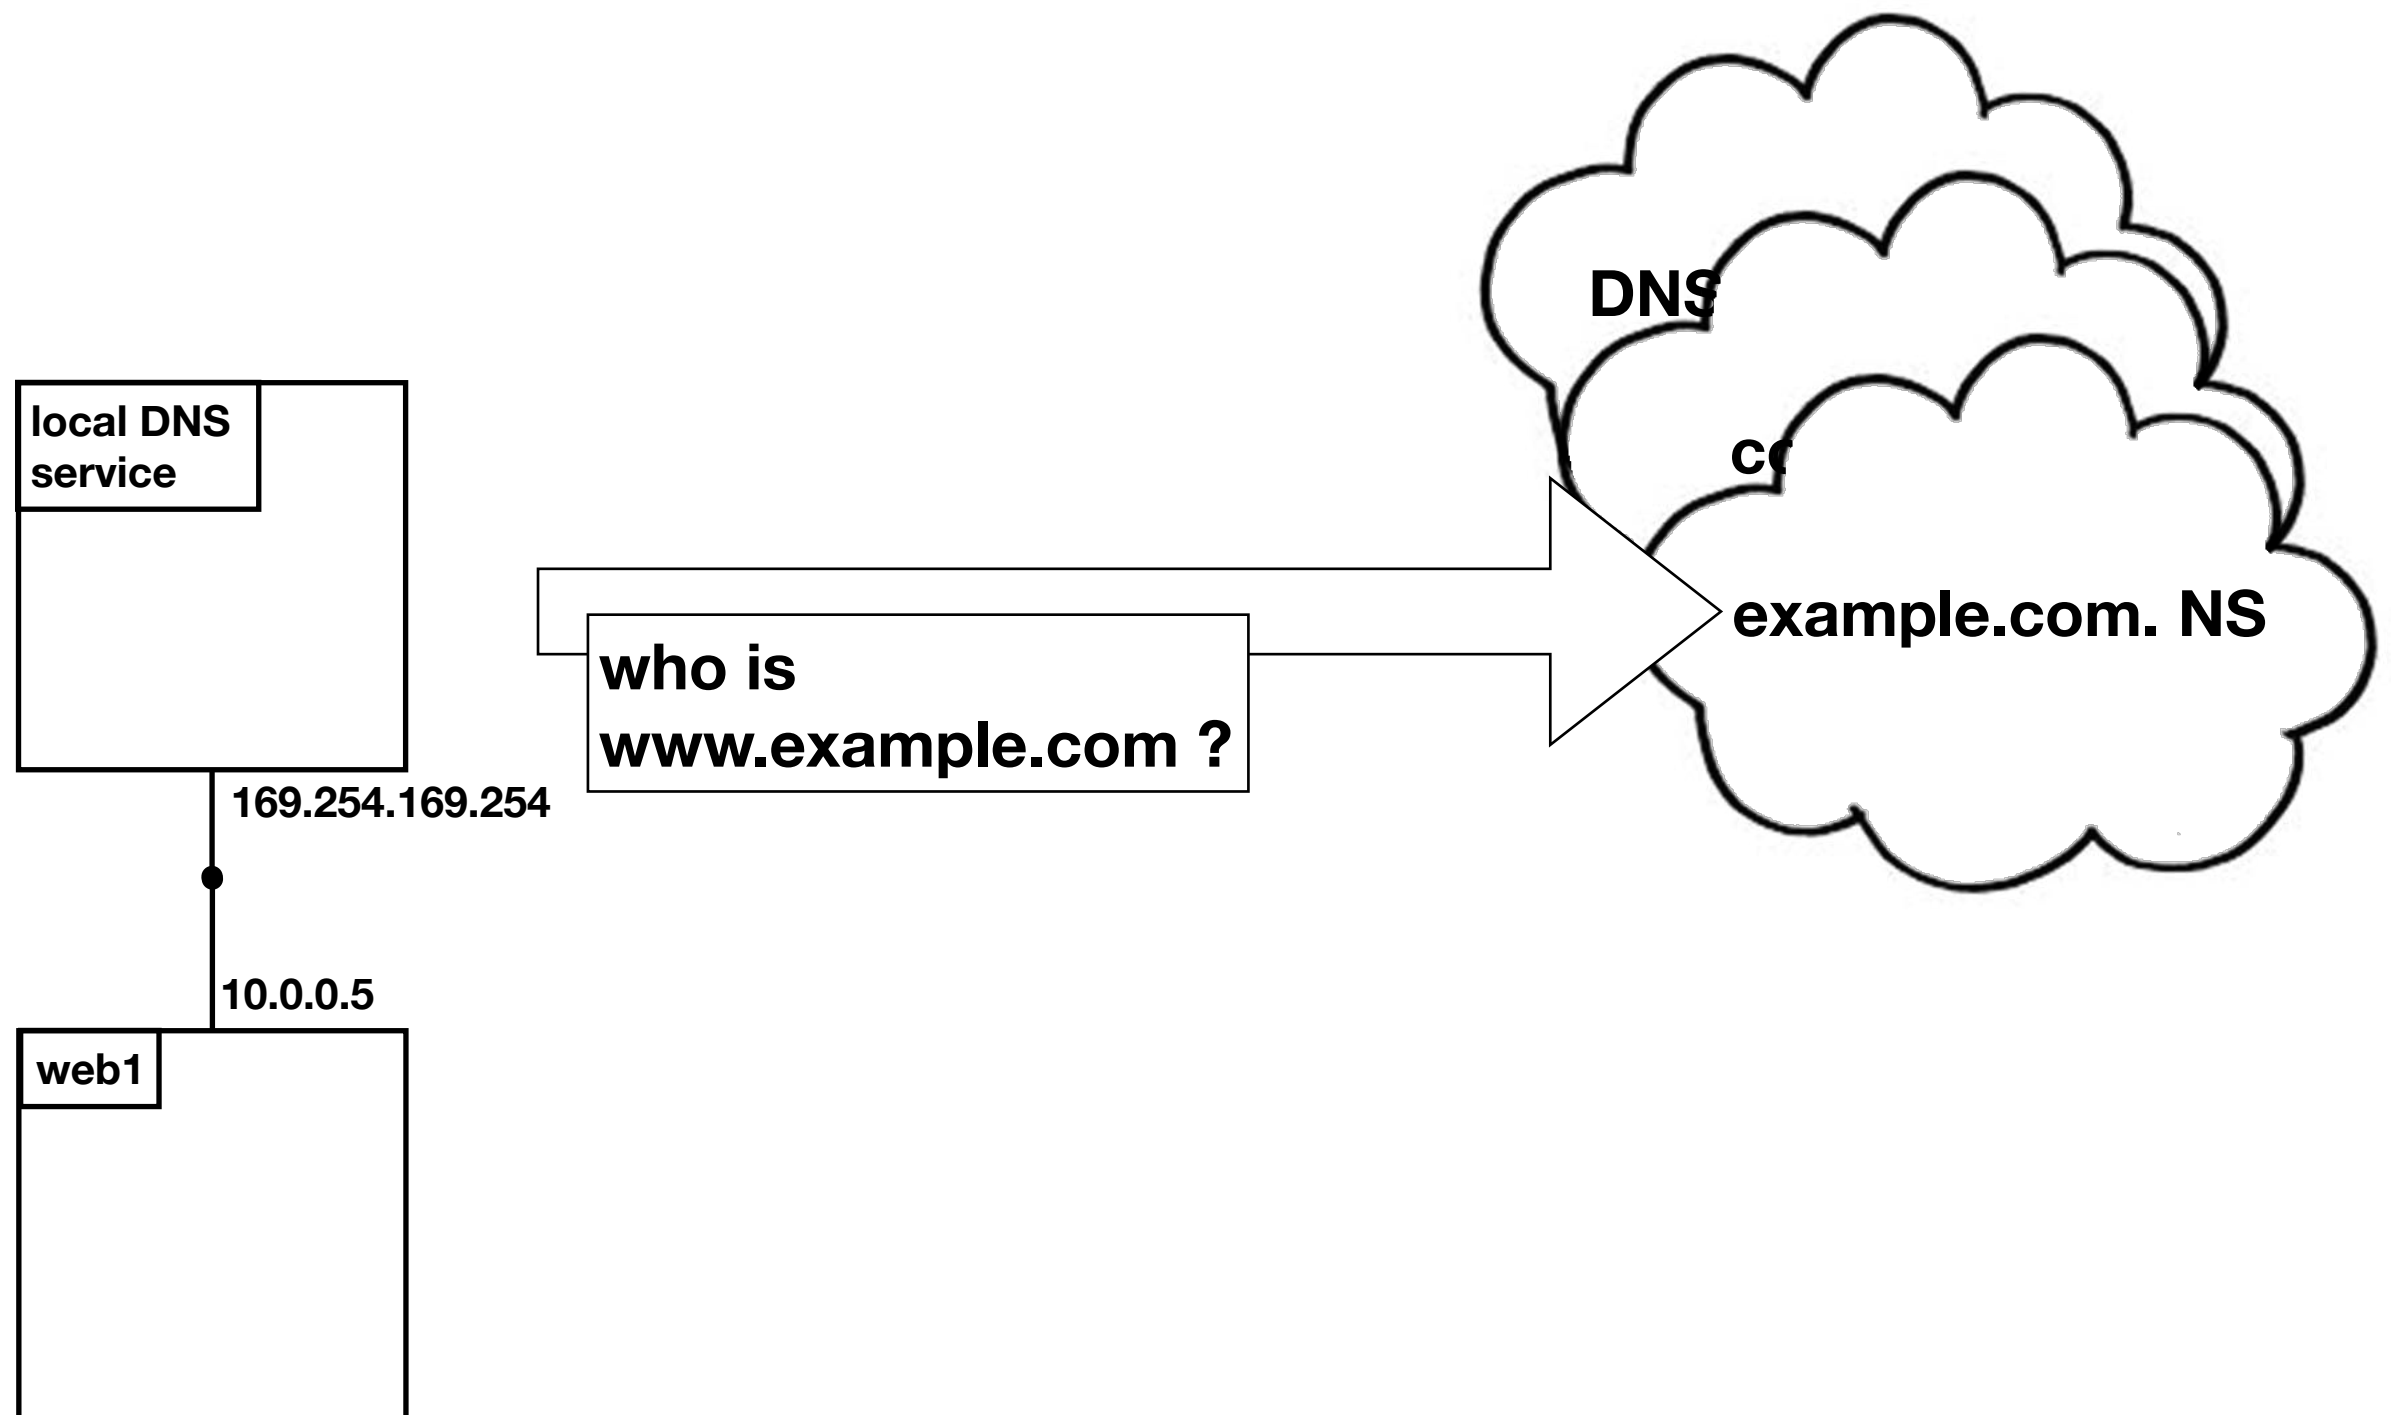 DNS
local DNS
service
example.com. NS
who is
www.example.com ?
169.254.169.254
10.0.0.5
web1